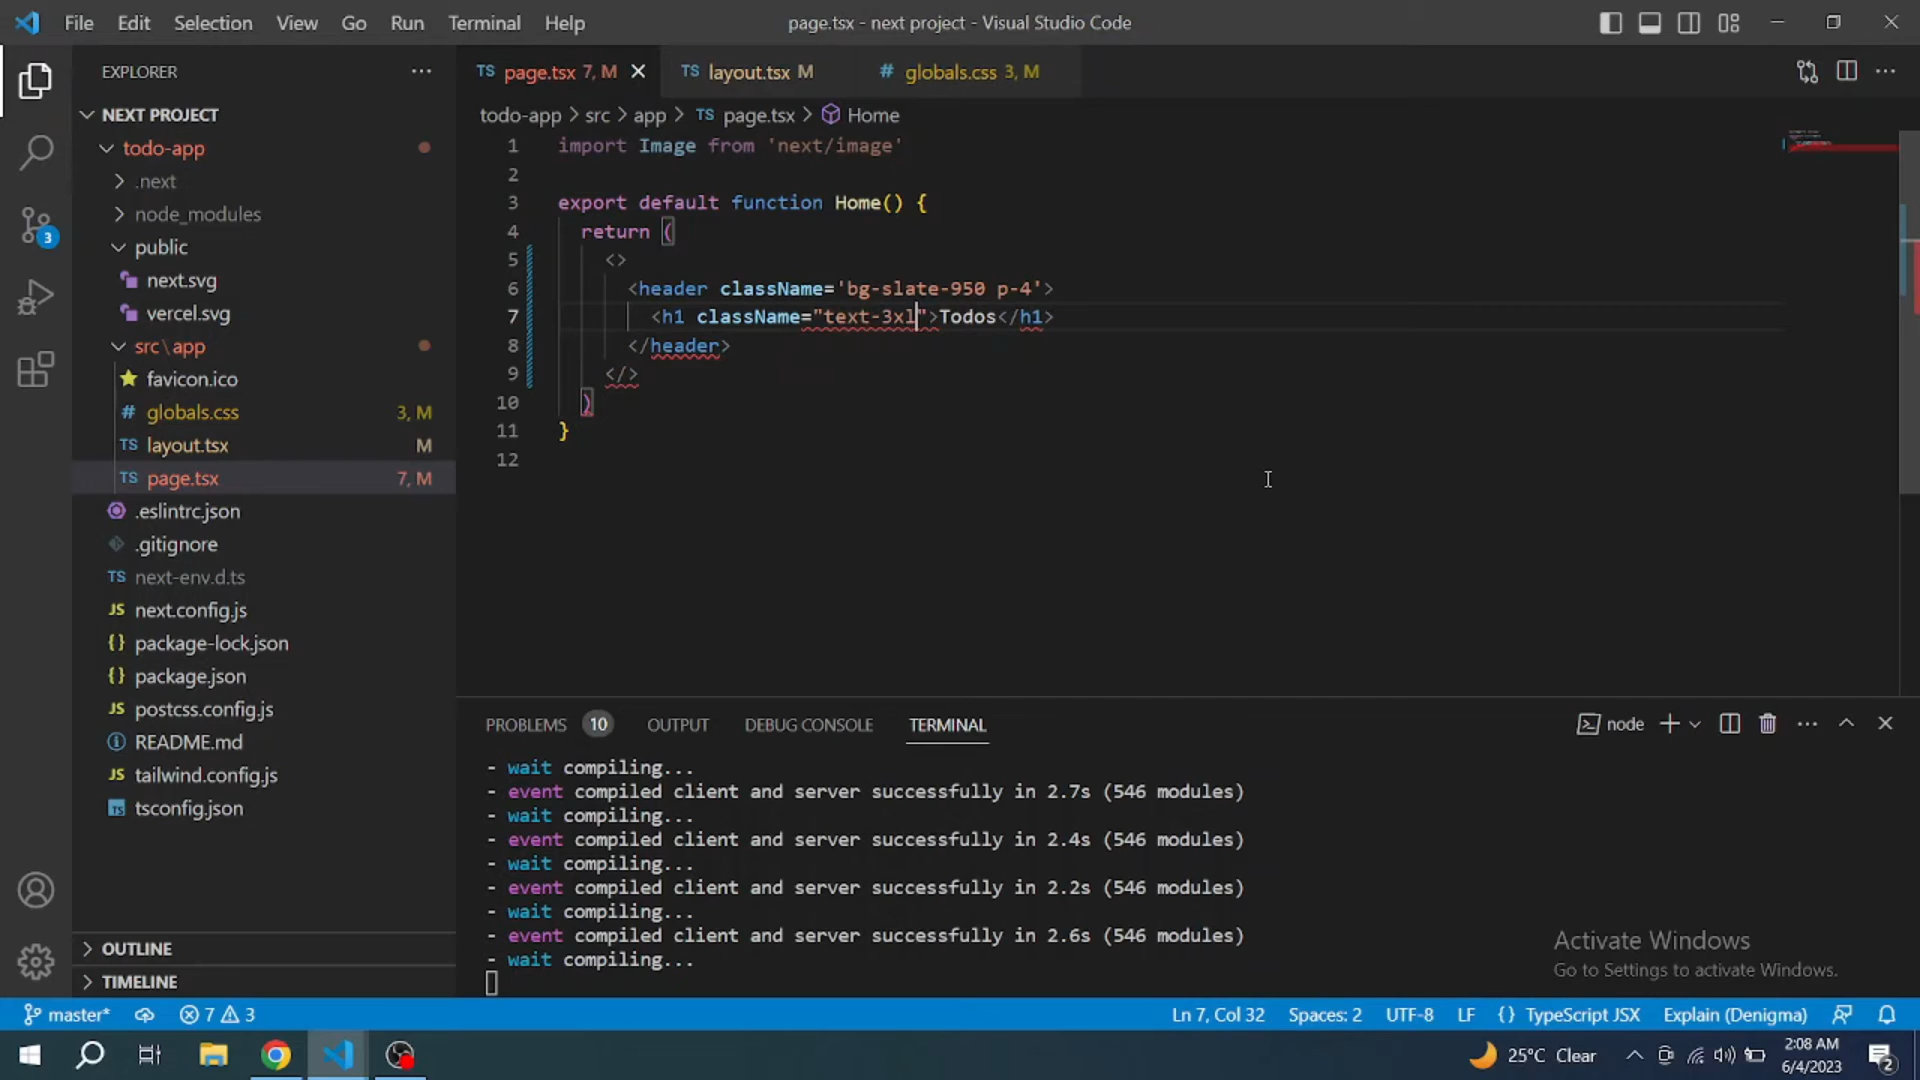 File Edit Selection View Go Run Terminal Help
page.tsx - next project - Visual Studio Code
EXPLORER
NEXT PROJECT
todo-app
.next
node_modules
public
next.svg
vercel.svg
src\app
favicon.ico
globals.css 3, M
layout.tsx M
page.tsx 7, M
.eslintrc.json
.gitignore
TS next-env.d.ts
JS next.config.js
{} package-lock.json
{} package.json
JS postcss.config.js
README.md
JS tailwind.config.js
tsconfig.json
OUTLINE
TIMELINE
3
TS page.tsx 7, M
TS layout.tsx M
# globals.css 3, M
todo-app > src > app > TS page.tsx > Home
1 import Image from 'next/image'
2
3 export default function Home() {
4 return (
5 <>
6 <header className='bg-slate-950 p-4'>
7 <h1 className="text-3xl">Todos</h1>
8 </header>
9 </>
10 )
11 }
12
PROBLEMS 10 OUTPUT DEBUG CONSOLE TERMINAL
node
- wait compiling...
- event compiled client and server successfully in 2.7s (546 modules)
- wait compiling...
- event compiled client and server successfully in 2.4s (546 modules)
- wait compiling...
- event compiled client and server successfully in 2.2s (546 modules)
- wait compiling...
- event compiled client and server successfully in 2.6s (546 modules)
- wait compiling...
Activate Windows
Go to Settings to activate Windows.
master* 7 3
Ln 7, Col 32 Spaces: 2 UTF-8 LF {} TypeScript JSX Explain (Denigma)
25°C Clear
2:08 AM
6/4/2023
2